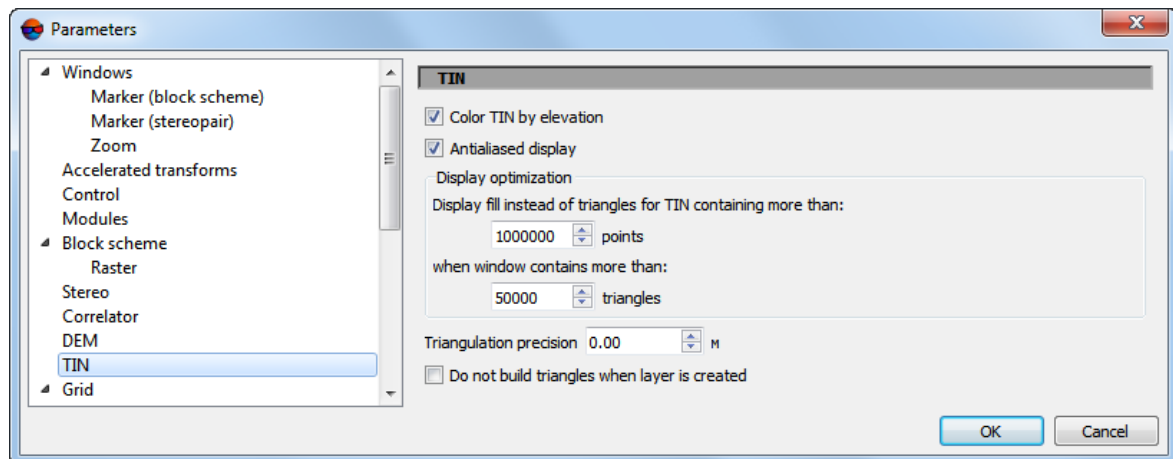 Parameters
Windows
Marker (block scheme)
Marker (stereopair)
Zoom
Accelerated transforms
Control
Modules
Block scheme
Raster
Stereo
Correlator
DEM
TIN
Grid
TIN
Color TIN by elevation
Antialiased display
Display optimization
Display fill instead of triangles for TIN containing more than:
1000000 points
when window contains more than:
50000 triangles
Triangulation precision 0.00 м
Do not build triangles when layer is created
OK Cancel